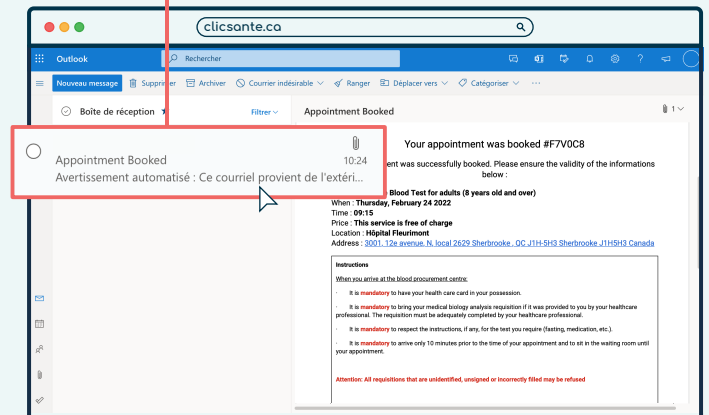 clicsante.ca
Outlook
Rechercher
Nouveau message Supprimer Archiver Courrier indésirable Ranger Déplacer vers Catégoriser ...
Boîte de réception Filtrer
Appointment Booked 1
Appointment Booked 10:24
Avertissement automatisé : Ce courriel provient de l'extéri...
Your appointment was booked #F7V0C8
was successfully booked. Please ensure the validity of the informations
below :
Blood Test for adults (8 years old and over)
When : Thursday, February 24 2022
Time : 09:15
Price : This service is free of charge
Location : Hôpital Fleurimont
Address : 3001, 12e avenue, N, local 2629 Sherbrooke , QC J1H-5H3 Sherbrooke J1H5H3 Canada
Instructions
When you arrive at the blood procurement centre:
· It is mandatory to have your health care card in your possession.
· It is mandatory to bring your medical biology analysis requisition if it was provided to you by your healthcare
professional. The requisition must be adequately completed by your healthcare professional.
· It is mandatory to respect the instructions, if any, for the test you require (fasting, medication, etc.).
· It is mandatory to arrive only 10 minutes prior to the time of your appointment and to sit in the waiting room until
your appointment.
Attention: All requisitions that are unidentified, unsigned or incorrectly filled may be refused